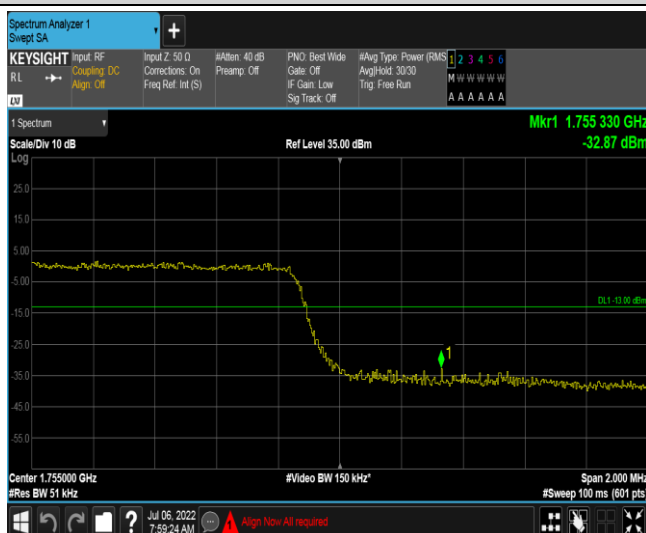 Spectrum Analyzer 1
Swept SA
+
KEYSIGHT
RL
LXI
Input: RF
Coupling: DC
Align: Off
Input Z: 50 Ω
Corrections: On
Freq Ref: Int (S)
#Atten: 40 dB
Preamp: Off
PNO: Best Wide
Gate: Off
IF Gain: Low
Sig Track: Off
#Avg Type: Power (RMS
Avg|Hold: 30/30
Trig: Free Run
1 2 3 4 5 6
M W W W W W
A A A A A A
1 Spectrum
Scale/Div 10 dB
Ref Level 35.00 dBm
Mkr1 1.755 330 GHz
-32.87 dBm
Log
25.0
15.0
5.00
-5.00
DL1 -13.00 dBm
-15.0
-25.0
1
-35.0
-45.0
-55.0
Center 1.755000 GHz
#Video BW 150 kHz*
Span 2.000 MHz
#Res BW 51 kHz
#Sweep 100 ms (601 pts)
?
Jul 06, 2022
7:59:24 AM
Align Now All required